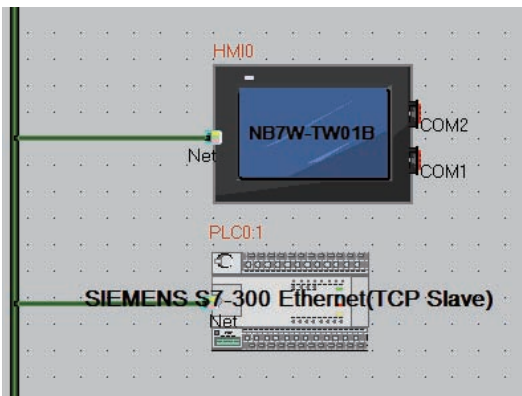 HMI0
NB7W-TW01B
COM2
Net
COM1
PLC0:1
SIEMENS S7-300 Ethernet(TCP Slave)
Net